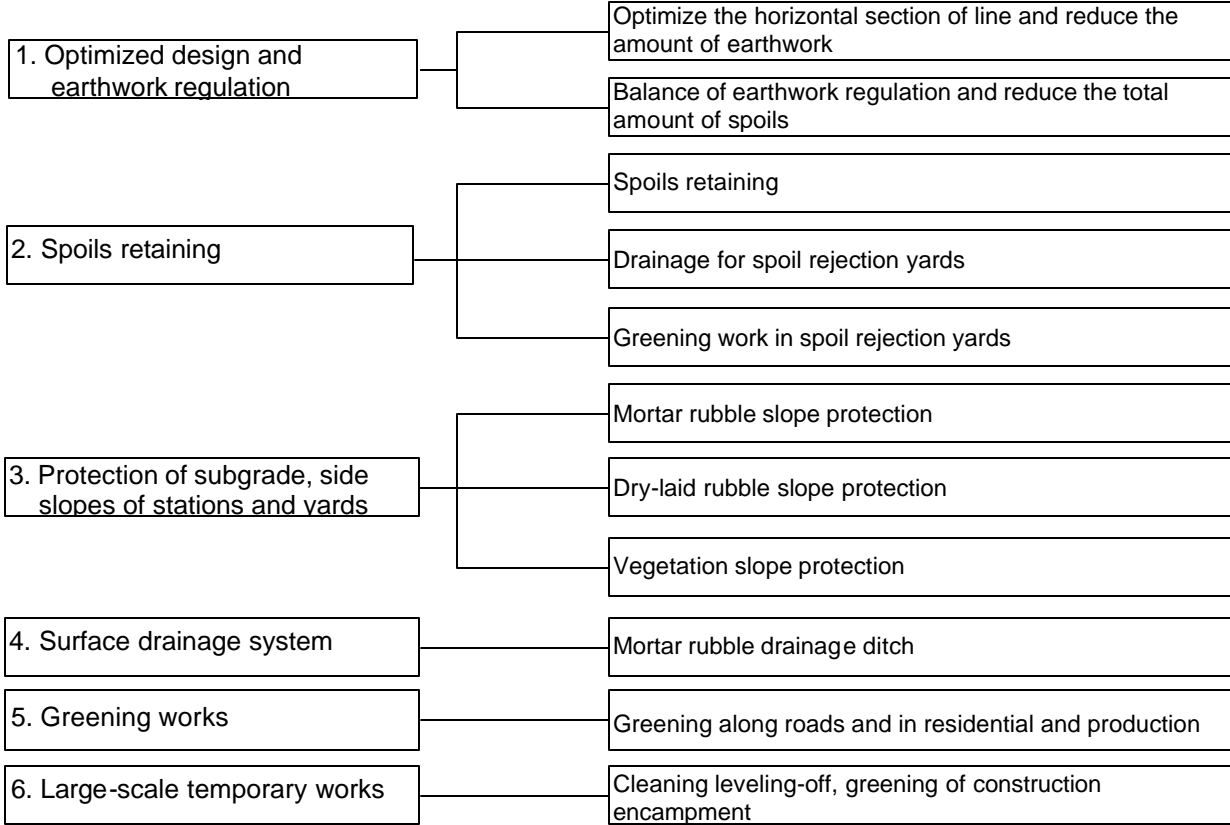 1. Optimized design and
earthwork regulation
Optimize the horizontal section of line and reduce the
amount of earthwork
Balance of earthwork regulation and reduce the total
amount of spoils
2. Spoils retaining
Spoils retaining
Drainage for spoil rejection yards
Greening work in spoil rejection yards
3. Protection of subgrade, side
slopes of stations and yards
Mortar rubble slope protection
Dry-laid rubble slope protection
Vegetation slope protection
4. Surface drainage system
Mortar rubble drainage ditch
5. Greening works
Greening along roads and in residential and production
6. Large-scale temporary works
Cleaning leveling-off, greening of construction
encampment